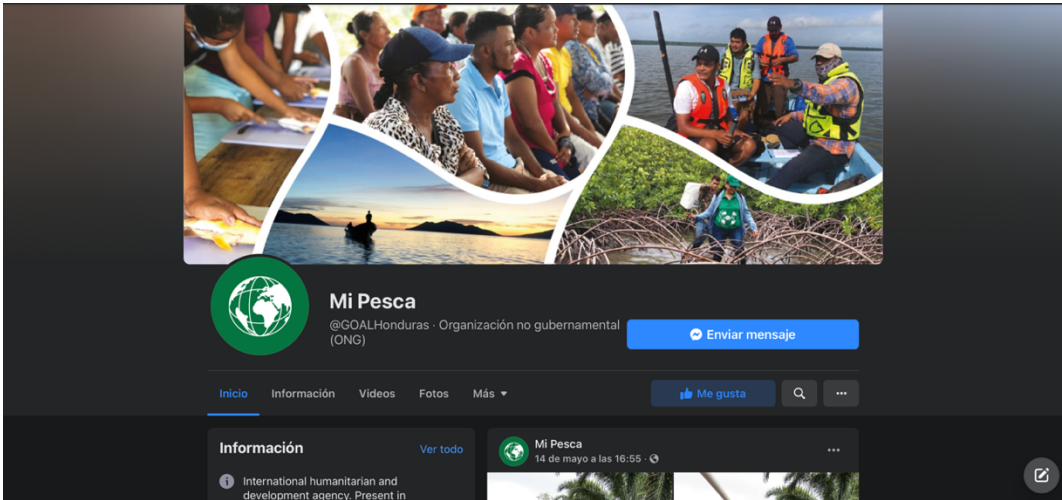 Mi Pesca
@GOALHonduras · Organización no gubernamental
(ONG)
Enviar mensaje
Inicio
Información
Videos
Fotos
Más
Me gusta
Información
Ver todo
International humanitarian and
development agency. Present in
Mi Pesca
14 de mayo a las 16:55 ·